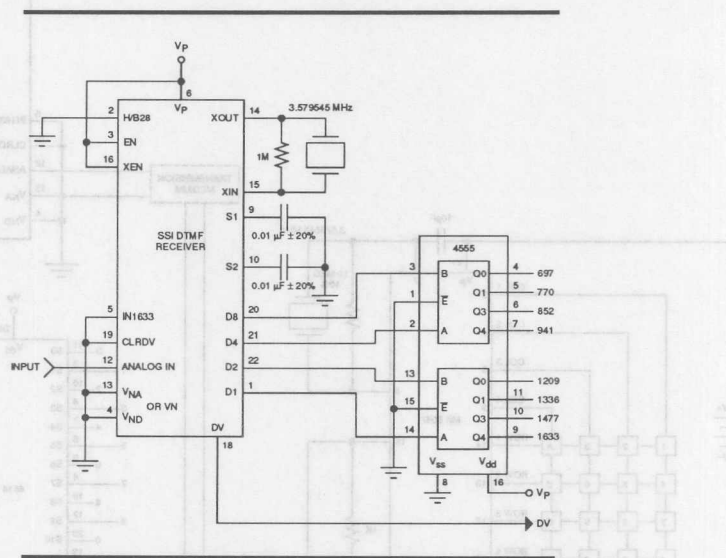 VP
6
VP
2 H/B28
3 EN
16 XEN
XOUT 14
3.579545 MHz
1M
XIN 15
S1 9
0.01 µF ± 20%
S2 10
0.01 µF ± 20%
SSI DTMF
RECEIVER
5 IN1633
19 CLRDV
INPUT 12 ANALOG IN
13 VNA
OR VN
4 VND
D8 20
D4 21
D2 22
D1 1
DV
18
4555
3 B Q0 4 697
1 E Q1 5 770
Q3 6 852
2 A Q4 7 941
13 B Q0 1209
15 E Q1 11 1336
Q3 10 1477
14 A Q4 9 1633
Vss Vdd
8 16
VP
DV